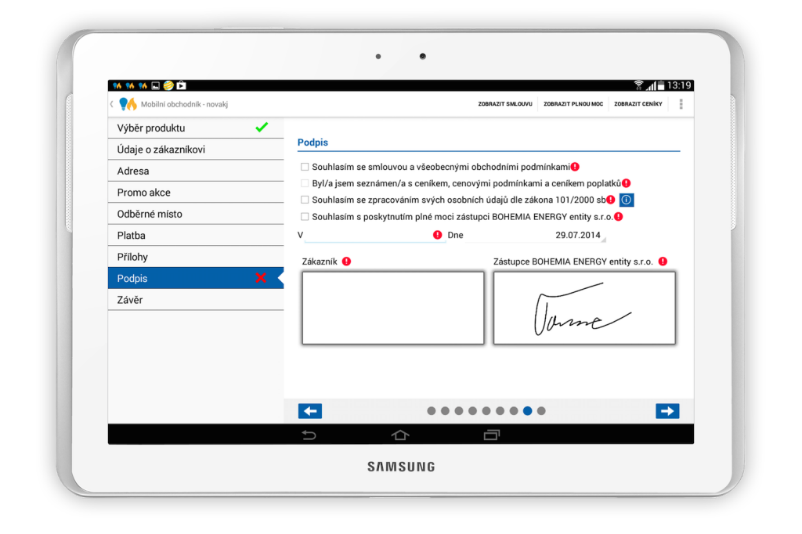 13:19
Mobilní obchodník - novakj
ZOBRAZIT SMLOUVU ZOBRAZIT PLNOU MOC ZOBRAZIT CENÍKY
Výběr produktu
Údaje o zákazníkovi
Adresa
Promo akce
Odběrné místo
Platba
Přílohy
Podpis
Závěr
Podpis
Souhlasím se smlouvou a všeobecnými obchodními podmínkami
Byl/a jsem seznámen/a s ceníkem, cenovými podmínkami a ceníkem poplatků
Souhlasím se zpracováním svých osobních údajů dle zákona 101/2000 sb
Souhlasím s poskytnutím plné moci zástupci BOHEMIA ENERGY entity s.r.o.
V Dne 29.07.2014
Zákazník Zástupce BOHEMIA ENERGY entity s.r.o.
SAMSUNG